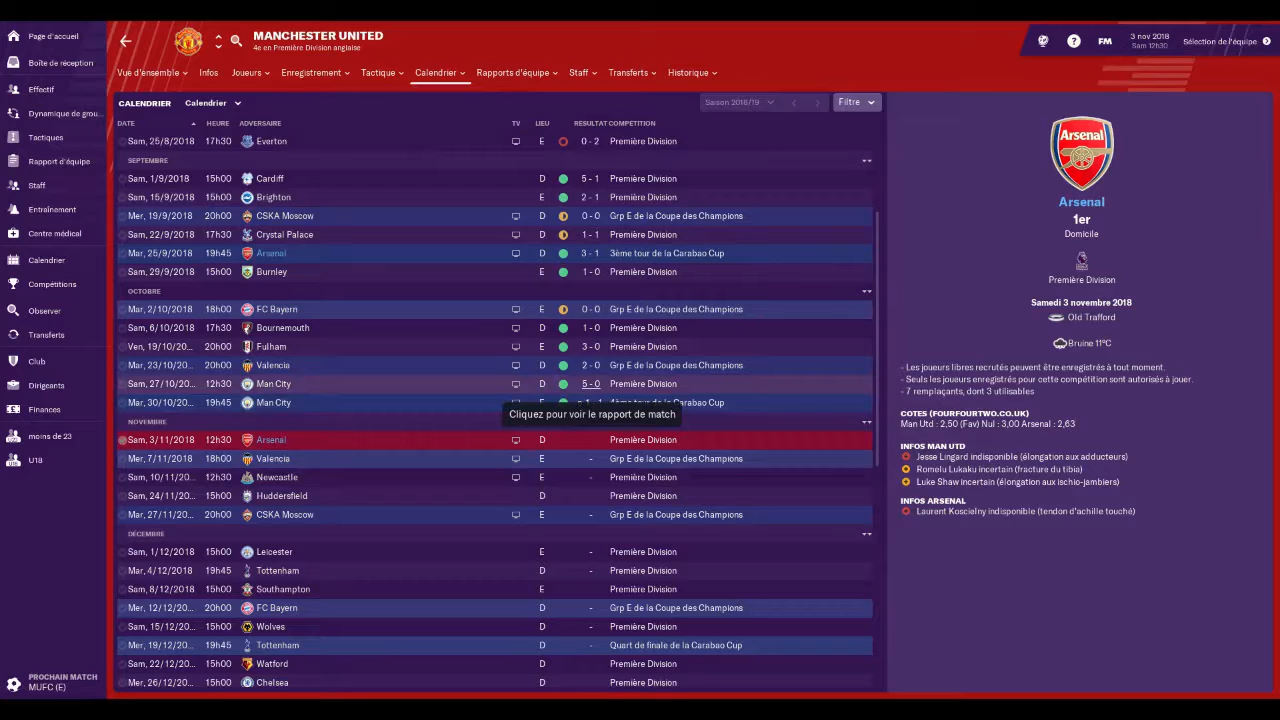 MANCHESTER UNITED
4e en Première Division anglaise
FM
3 nov 2018
Sam 12h30
Sélection de l'équipe
Vue d'énsemble Infos Joueurs Enregistrement Tactique Calendrier Rapports d'équipe Staff Transferts Historique
Page d'accueil
Boîte de réception
Effectif
Dynamique de grou...
Tactiques
Rapport d'équipe
Staff
Entraînement
Centre médical
Calendrier
Compétitions
Observer
Transferts
Club
Dirigeants
Finances
moins de 23
U18
PROCHAIN MATCH
MUFC (E)
CALENDRIER Calendrier Saison 2018/19 Filtre
DATE HEURE ADVERSAIRE TV LIEU RESULTAT COMPETITION
Sam, 25/8/2018 17h30 Everton E 0 - 2 Première Division
SEPTEMBRE
Sam, 1/9/2018 15h00 Cardiff D 5 - 1 Première Division
Sam, 15/9/2018 15h00 Brighton E 2 - 1 Première Division
Mer, 19/9/2018 20h00 CSKA Moscow D 0 - 0 Grp E de la Coupe des Champions
Sam, 22/9/2018 17h30 Crystal Palace D 1 - 1 Première Division
Mar, 25/9/2018 19h45 Arsenal D 3 - 1 3ème tour de la Carabao Cup
Sam, 29/9/2018 15h00 Burnley E 1 - 0 Première Division
OCTOBRE
Mar, 2/10/2018 18h00 FC Bayern E 0 - 0 Grp E de la Coupe des Champions
Sam, 6/10/2018 17h30 Bournemouth D 1 - 0 Première Division
Ven, 19/10/20... 20h00 Fulham E 3 - 0 Première Division
Mar, 23/10/20... 20h00 Valencia D 2 - 0 Grp E de la Coupe des Champions
Sam, 27/10/20... 12h30 Man City D 5 - 0 Première Division
Mar, 30/10/20... 19h45 Man City E Carabao Cup
Cliquez pour voir le rapport de match
NOVEMBRE
Sam, 3/11/2018 12h30 Arsenal D Première Division
Mer, 7/11/2018 18h00 Valencia E - Grp E de la Coupe des Champions
Sam, 10/11/20... 12h30 Newcastle E - Première Division
Sam, 24/11/20... 15h00 Huddersfield D Première Division
Mar, 27/11/20... 20h00 CSKA Moscow E - Grp E de la Coupe des Champions
DÉCEMBRE
Sam, 1/12/2018 15h00 Leicester E - Première Division
Mar, 4/12/2018 19h45 Tottenham D - Première Division
Sam, 8/12/2018 15h00 Southampton E - Première Division
Mer, 12/12/20... 20h00 FC Bayern D - Grp E de la Coupe des Champions
Sam, 15/12/20... 15h00 Wolves D - Première Division
Mer, 19/12/20... 19h45 Tottenham D - Quart de finale de la Carabao Cup
Sam, 22/12/20... 15h00 Watford D - Première Division
Mer, 26/12/20... 15h00 Chelsea D - Première Division
Arsenal
Arsenal
1er
Domicile
Première Division
Samedi 3 novembre 2018
Old Trafford
Bruine 11°C
- Les joueurs libres recrutés peuvent être enregistrés à tout moment.
- Seuls les joueurs enregistrés pour cette compétition sont autorisés à jouer.
- 7 remplaçants, dont 3 utilisables
COTES (FOURFOURTWO.CO.UK)
Man Utd : 2,50 (Fav) Nul : 3,00 Arsenal : 2,63
INFOS MAN UTD
Jesse Lingard indisponible (élongation aux adducteurs)
Romelu Lukaku incertain (fracture du tibia)
Luke Shaw incertain (élongation aux ischio-jambiers)
INFOS ARSENAL
Laurent Koscielny indisponible (tendon d'achille touché)